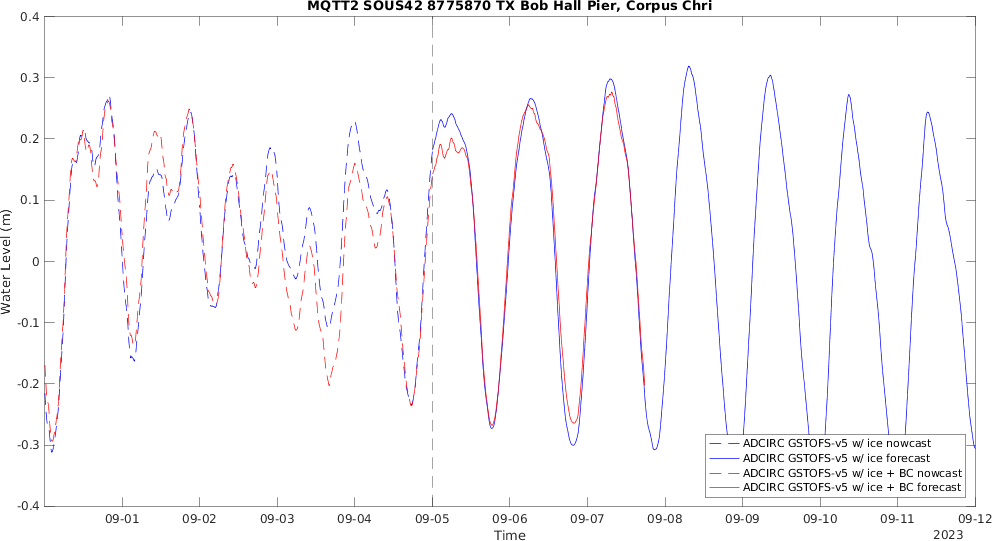 MQTT2 SOUS42 8775870 TX Bob Hall Pier, Corpus Chri
0.4
0.3
0.2
0.1
0
-0.1
-0.2
-0.3
-0.4
Water Level (m)
09-01 09-02 09-03 09-04 09-05 09-06 09-07 09-08 09-09 09-10 09-11 09-12
Time
2023
ADCIRC GSTOFS-v5 w/ ice nowcast
ADCIRC GSTOFS-v5 w/ ice forecast
ADCIRC GSTOFS-v5 w/ ice + BC nowcast
ADCIRC GSTOFS-v5 w/ ice + BC forecast